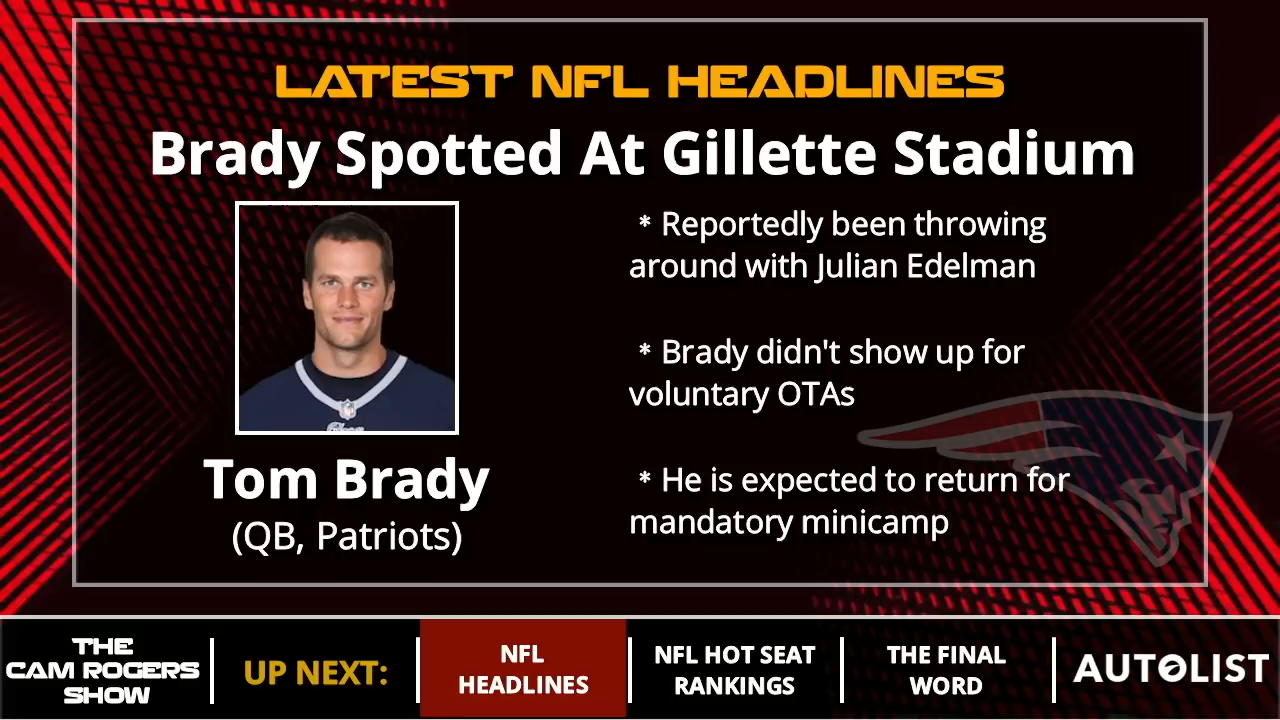 LATEST NFL HEADLINES
Brady Spotted At Gillette Stadium
* Reportedly been throwing
around with Julian Edelman
* Brady didn't show up for
voluntary OTAs
* He is expected to return for
mandatory minicamp
Tom Brady
(QB, Patriots)
THE
CAM ROGERS
SHOW
UP NEXT:
NFL
HEADLINES
NFL HOT SEAT
RANKINGS
THE FINAL
WORD
AUTOLIST